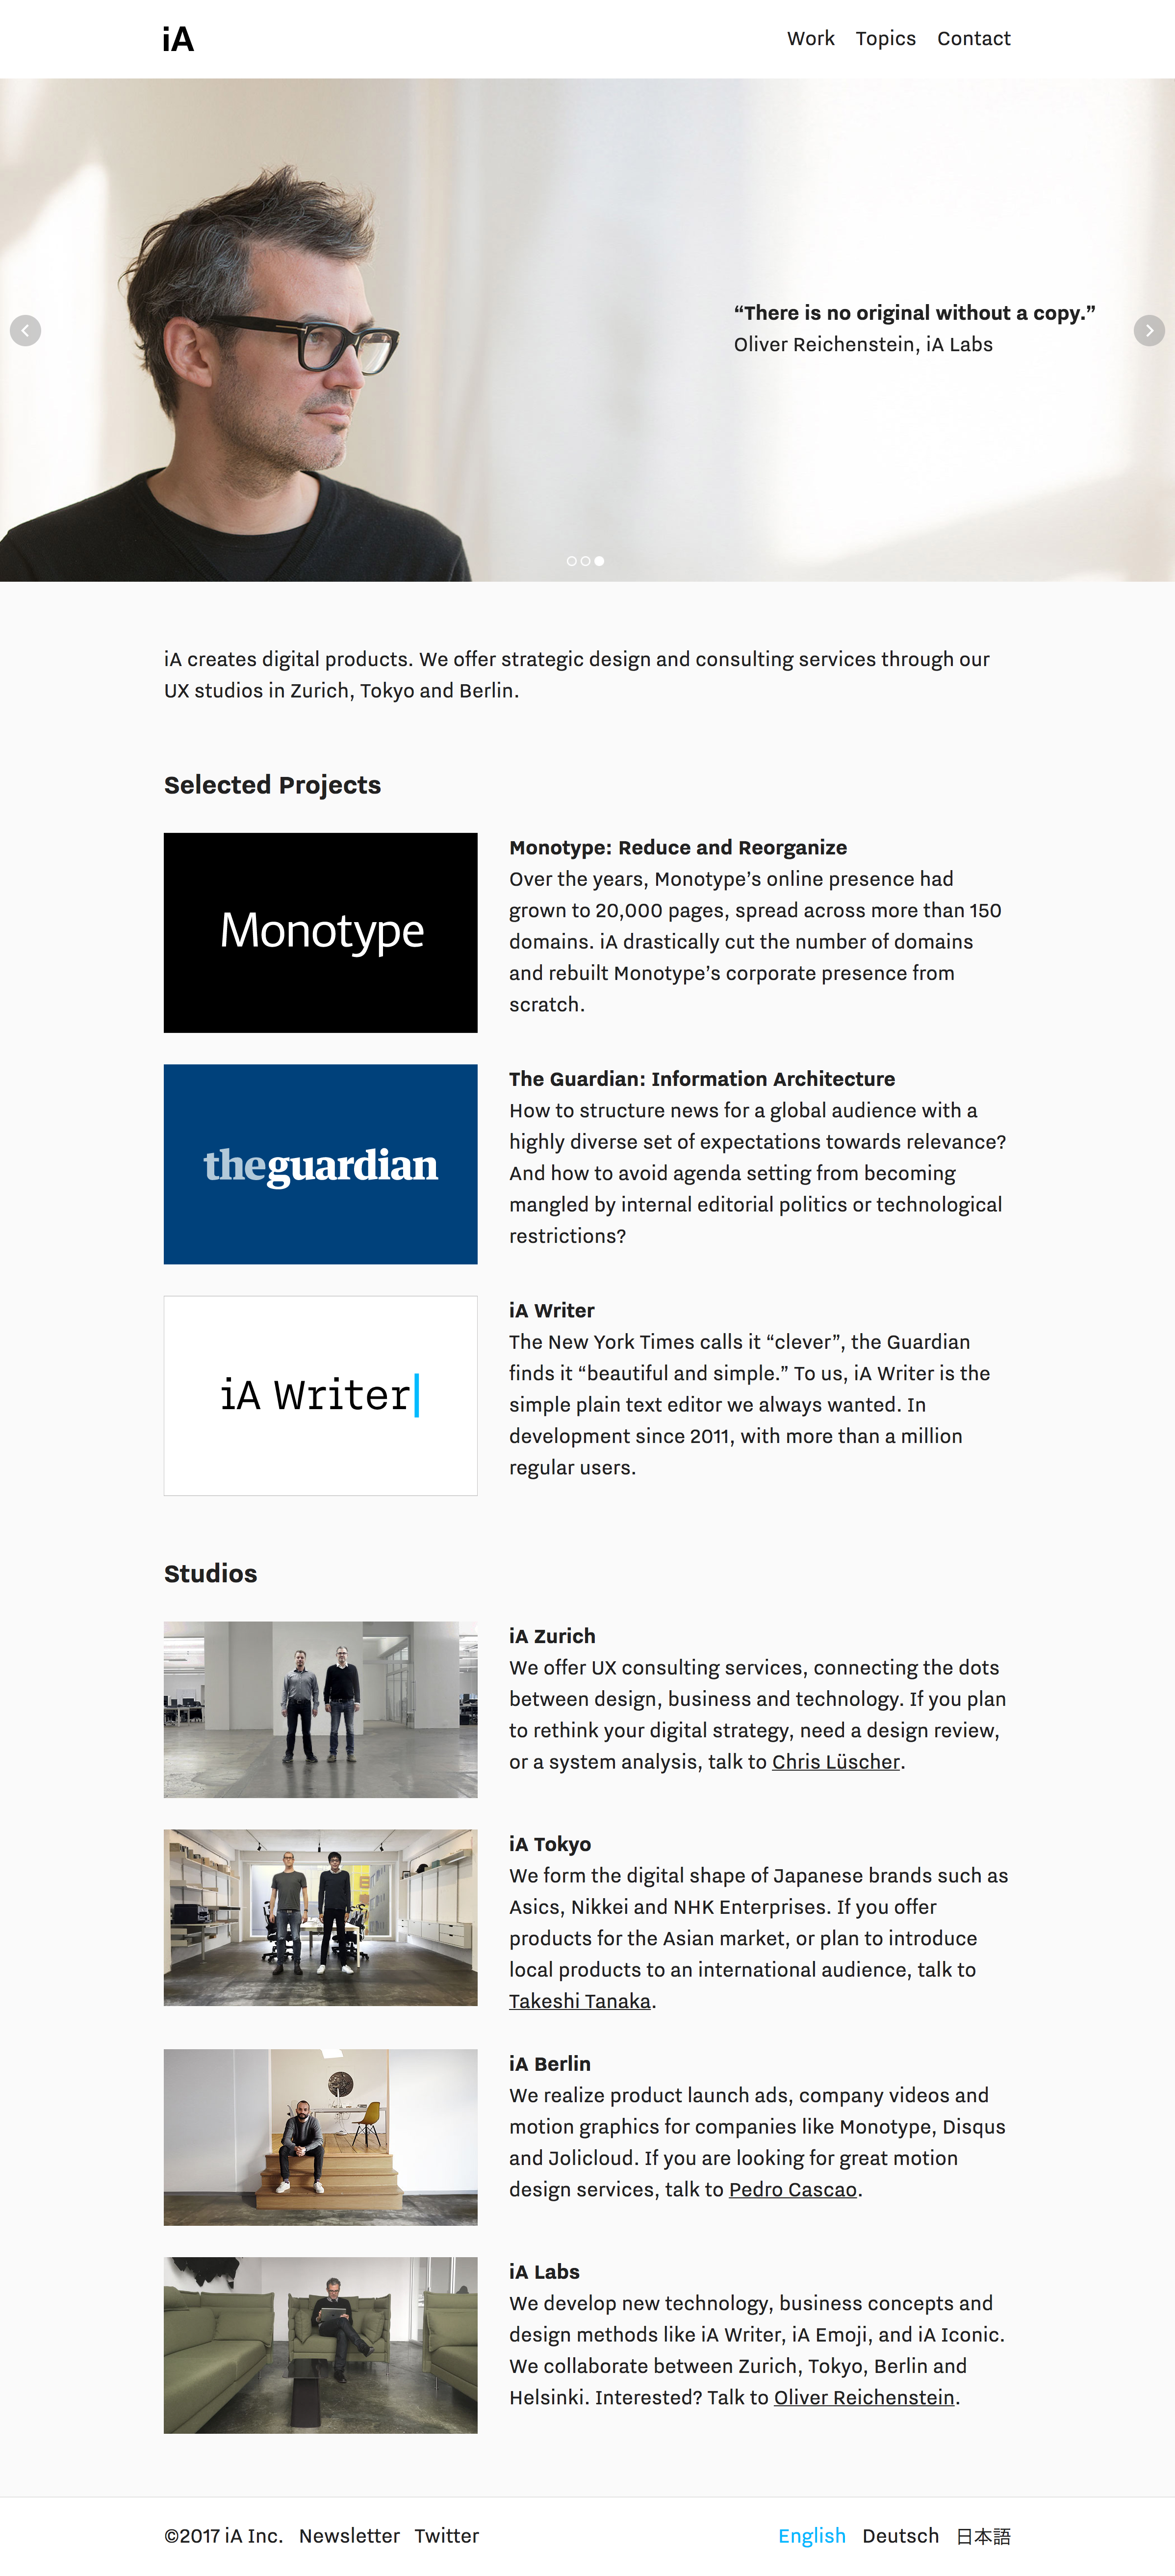 iA
Work Topics Contact
“There is no original without a copy.”
Oliver Reichenstein, iA Labs
iA creates digital products. We offer strategic design and consulting services through our
UX studios in Zurich, Tokyo and Berlin.
Selected Projects
Monotype
Monotype: Reduce and Reorganize
Over the years, Monotype’s online presence had
grown to 20,000 pages, spread across more than 150
domains. iA drastically cut the number of domains
and rebuilt Monotype’s corporate presence from
scratch.
theguardian
The Guardian: Information Architecture
How to structure news for a global audience with a
highly diverse set of expectations towards relevance?
And how to avoid agenda setting from becoming
mangled by internal editorial politics or technological
restrictions?
iA Writer
iA Writer
The New York Times calls it “clever”, the Guardian
finds it “beautiful and simple.” To us, iA Writer is the
simple plain text editor we always wanted. In
development since 2011, with more than a million
regular users.
Studios
iA Zurich
We offer UX consulting services, connecting the dots
between design, business and technology. If you plan
to rethink your digital strategy, need a design review,
or a system analysis, talk to Chris Lüscher.
iA Tokyo
We form the digital shape of Japanese brands such as
Asics, Nikkei and NHK Enterprises. If you offer
products for the Asian market, or plan to introduce
local products to an international audience, talk to
Takeshi Tanaka.
iA Berlin
We realize product launch ads, company videos and
motion graphics for companies like Monotype, Disqus
and Jolicloud. If you are looking for great motion
design services, talk to Pedro Cascao.
iA Labs
We develop new technology, business concepts and
design methods like iA Writer, iA Emoji, and iA Iconic.
We collaborate between Zurich, Tokyo, Berlin and
Helsinki. Interested? Talk to Oliver Reichenstein.
©2017 iA Inc. Newsletter Twitter
English Deutsch 日本語